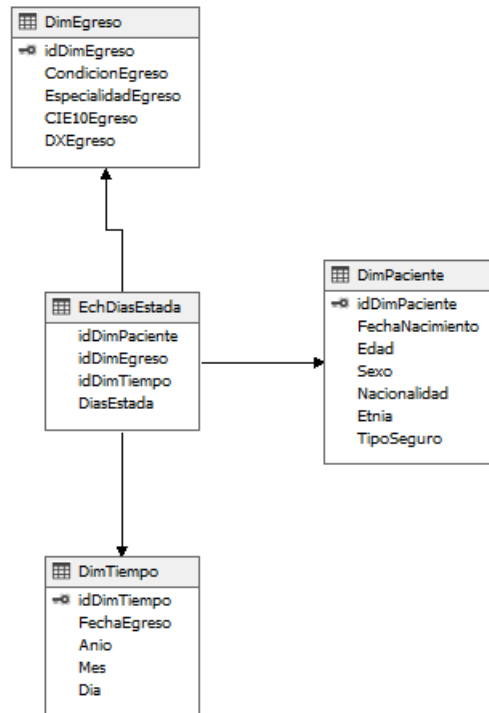 DimEgreso
idDimEgreso
CondicionEgreso
EspecialidadEgreso
CIE10Egreso
DXEgreso
EchDiasEstada
idDimPaciente
idDimEgreso
idDimTiempo
DiasEstada
DimPaciente
idDimPaciente
FechaNacimiento
Edad
Sexo
Nacionalidad
Etnia
TipoSeguro
DimTiempo
idDimTiempo
FechaEgreso
Anio
Mes
Dia